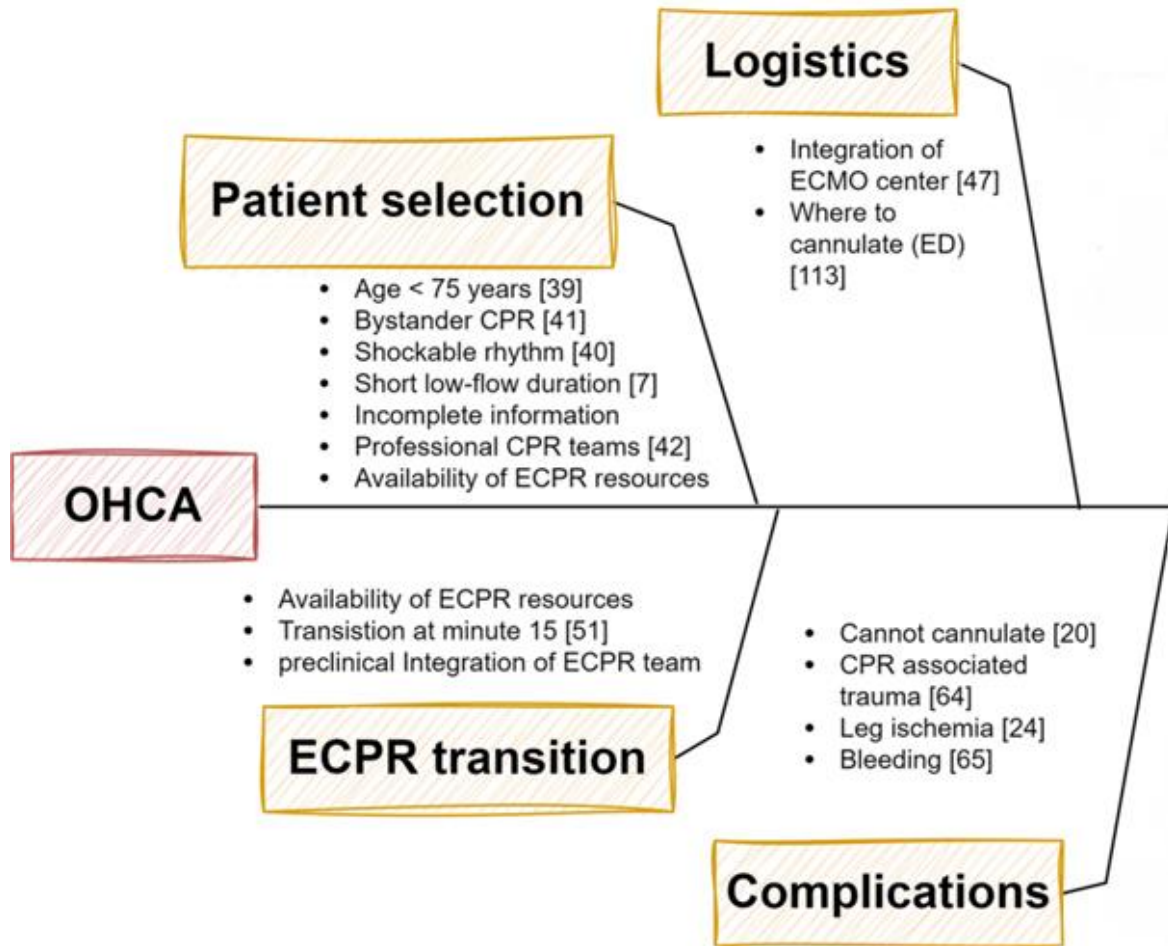 Logistics
• Integration of
ECMO center [47]
• Where to
cannulate (ED)
[113]
Patient selection
• Age < 75 years [39]
• Bystander CPR [41]
• Shockable rhythm [40]
• Short low-flow duration [7]
• Incomplete information
• Professional CPR teams [42]
• Availability of ECPR resources
OHCA
• Availability of ECPR resources
• Transistion at minute 15 [51]
• preclinical Integration of ECPR team
ECPR transition
• Cannot cannulate [20]
• CPR associated
trauma [64]
• Leg ischemia [24]
• Bleeding [65]
Complications